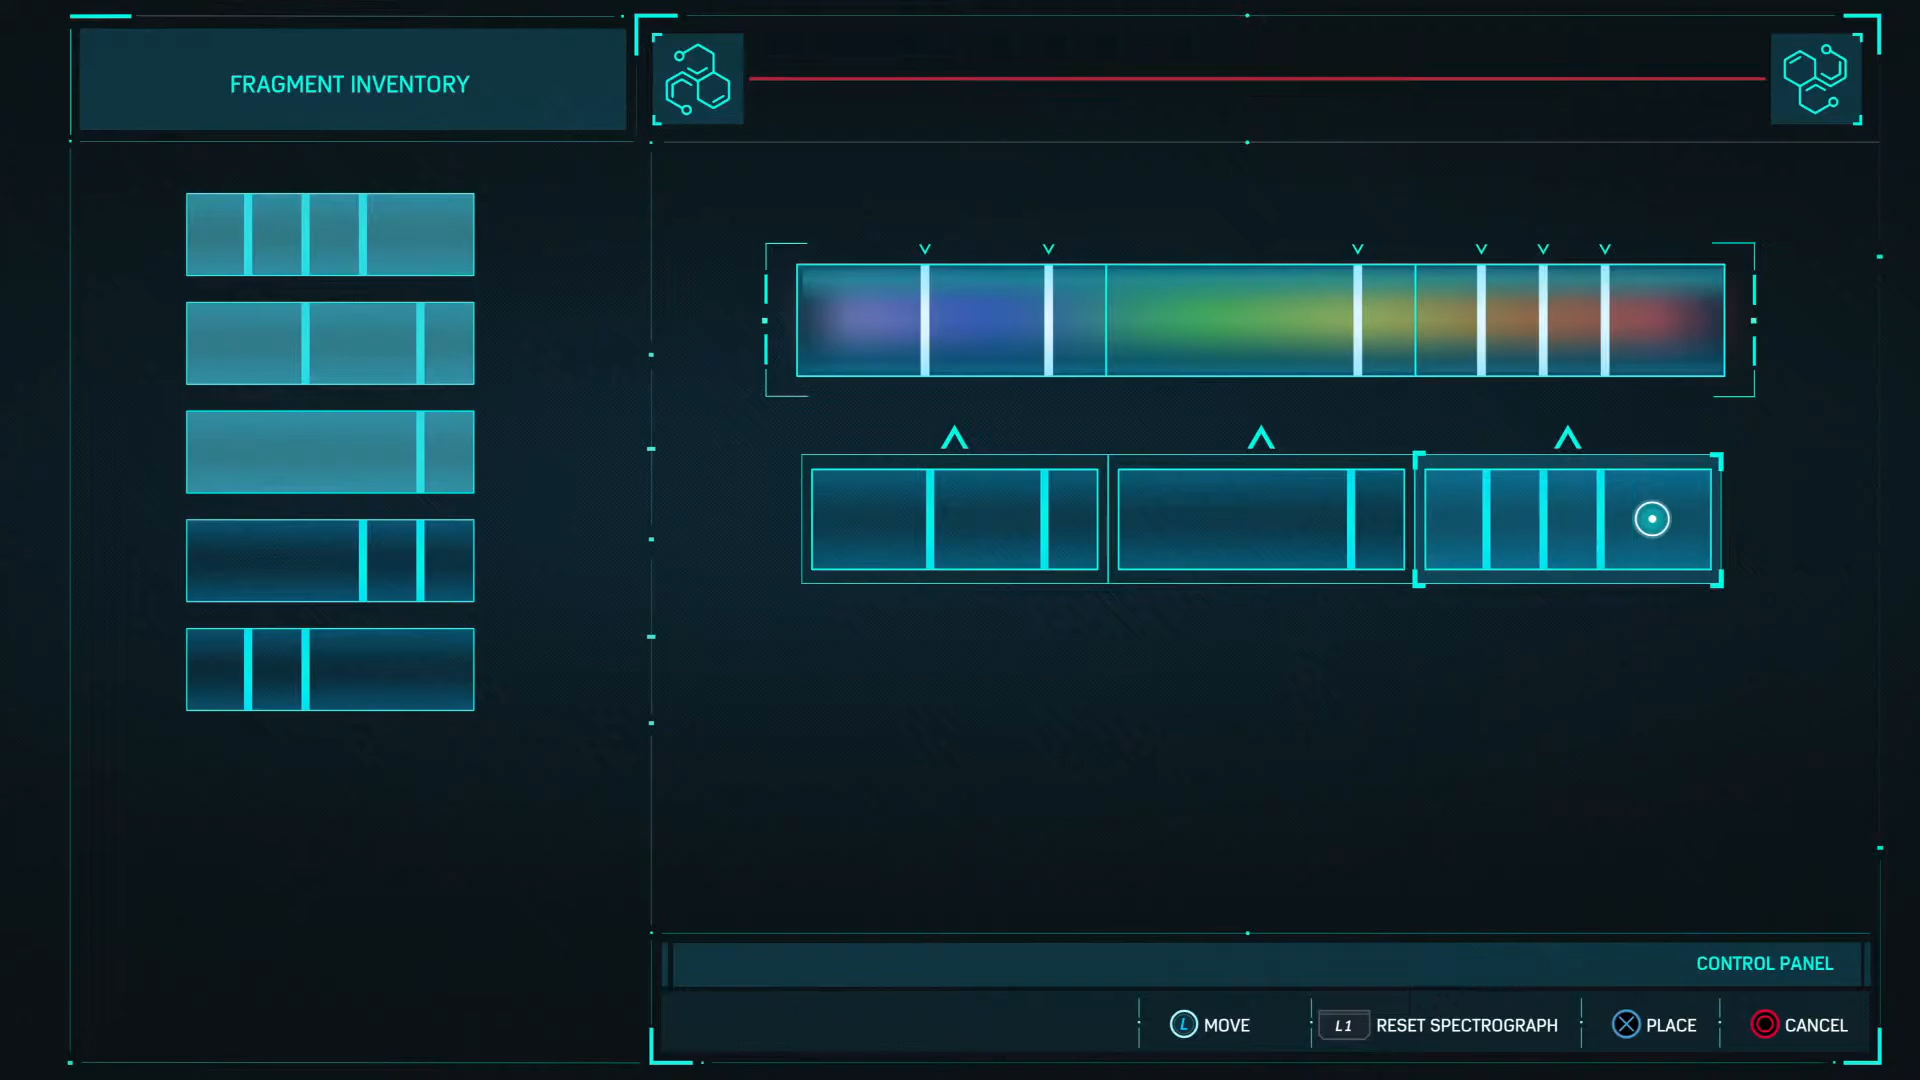 FRAGMENT INVENTORY
CONTROL PANEL
L MOVE
L1 RESET SPECTROGRAPH
PLACE
CANCEL